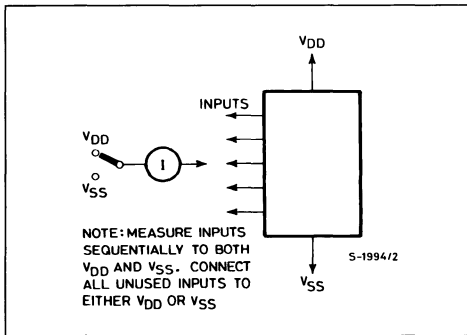 VDD
INPUTS
VDD
I
VSS
NOTE: MEASURE INPUTS
SEQUENTIALLY TO BOTH
VDD AND VSS. CONNECT
ALL UNUSED INPUTS TO
EITHER VDD OR VSS
S-1994/2
VSS